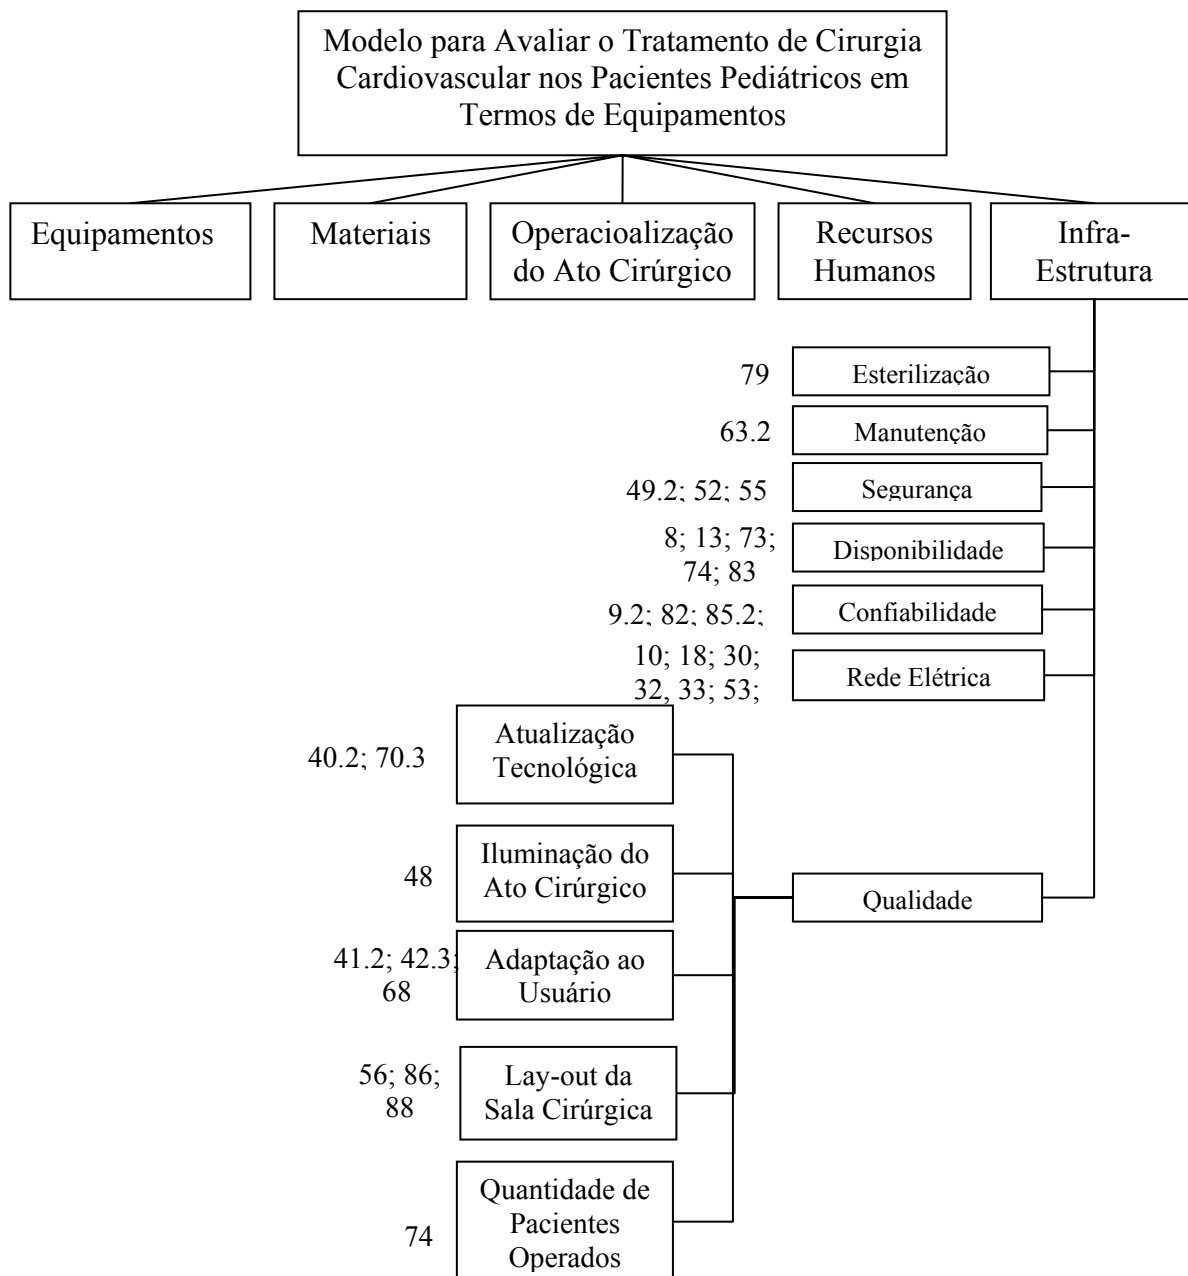 Modelo para Avaliar o Tratamento de Cirurgia
Cardiovascular nos Pacientes Pediátricos em
Termos de Equipamentos
Equipamentos
Materiais
Operacioalização
do Ato Cirúrgico
Recursos
Humanos
Infra-
Estrutura
79
Esterilização
63.2
Manutenção
49.2; 52; 55
Segurança
8; 13; 73;
74; 83
Disponibilidade
9.2; 82; 85.2;
Confiabilidade
10; 18; 30;
32, 33; 53;
Rede Elétrica
40.2; 70.3
Atualização
Tecnológica
48
Iluminação do
Ato Cirúrgico
Qualidade
41.2; 42.3;
68
Adaptação ao
Usuário
56; 86;
88
Lay-out da
Sala Cirúrgica
74
Quantidade de
Pacientes
Operados